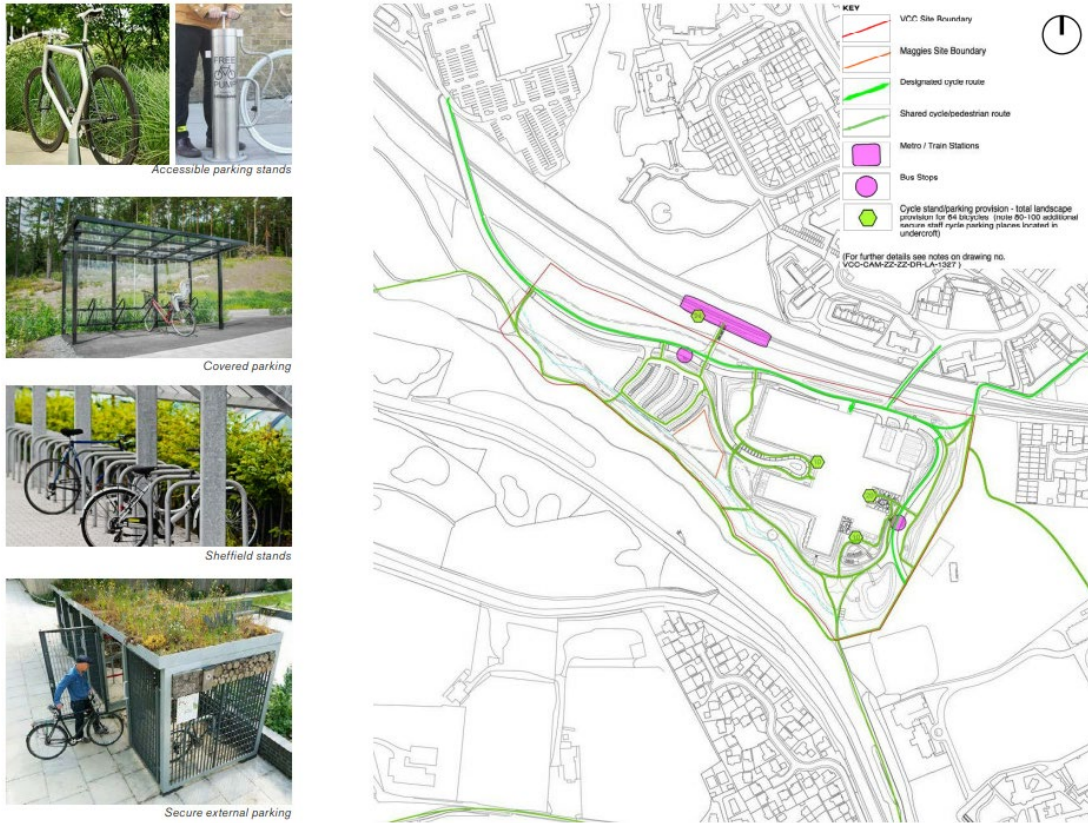 FREE
PUMP
Accessible parking stands
Covered parking
Sheffield stands
Secure external parking
KEY
VCC Site Boundary
Maggies Site Boundary
Designated cycle route
Shared cycle/pedestrian route
Metro / Train Stations
Bus Stops
Cycle stand/parking provision - total landscape
provision for 64 bicycles (note 80-100 additional
secure staff cycle parking places located in
undercroft)
(For further details see notes on drawing no.
VCC-CAM-ZZ-ZZ-DR-LA-1327 )